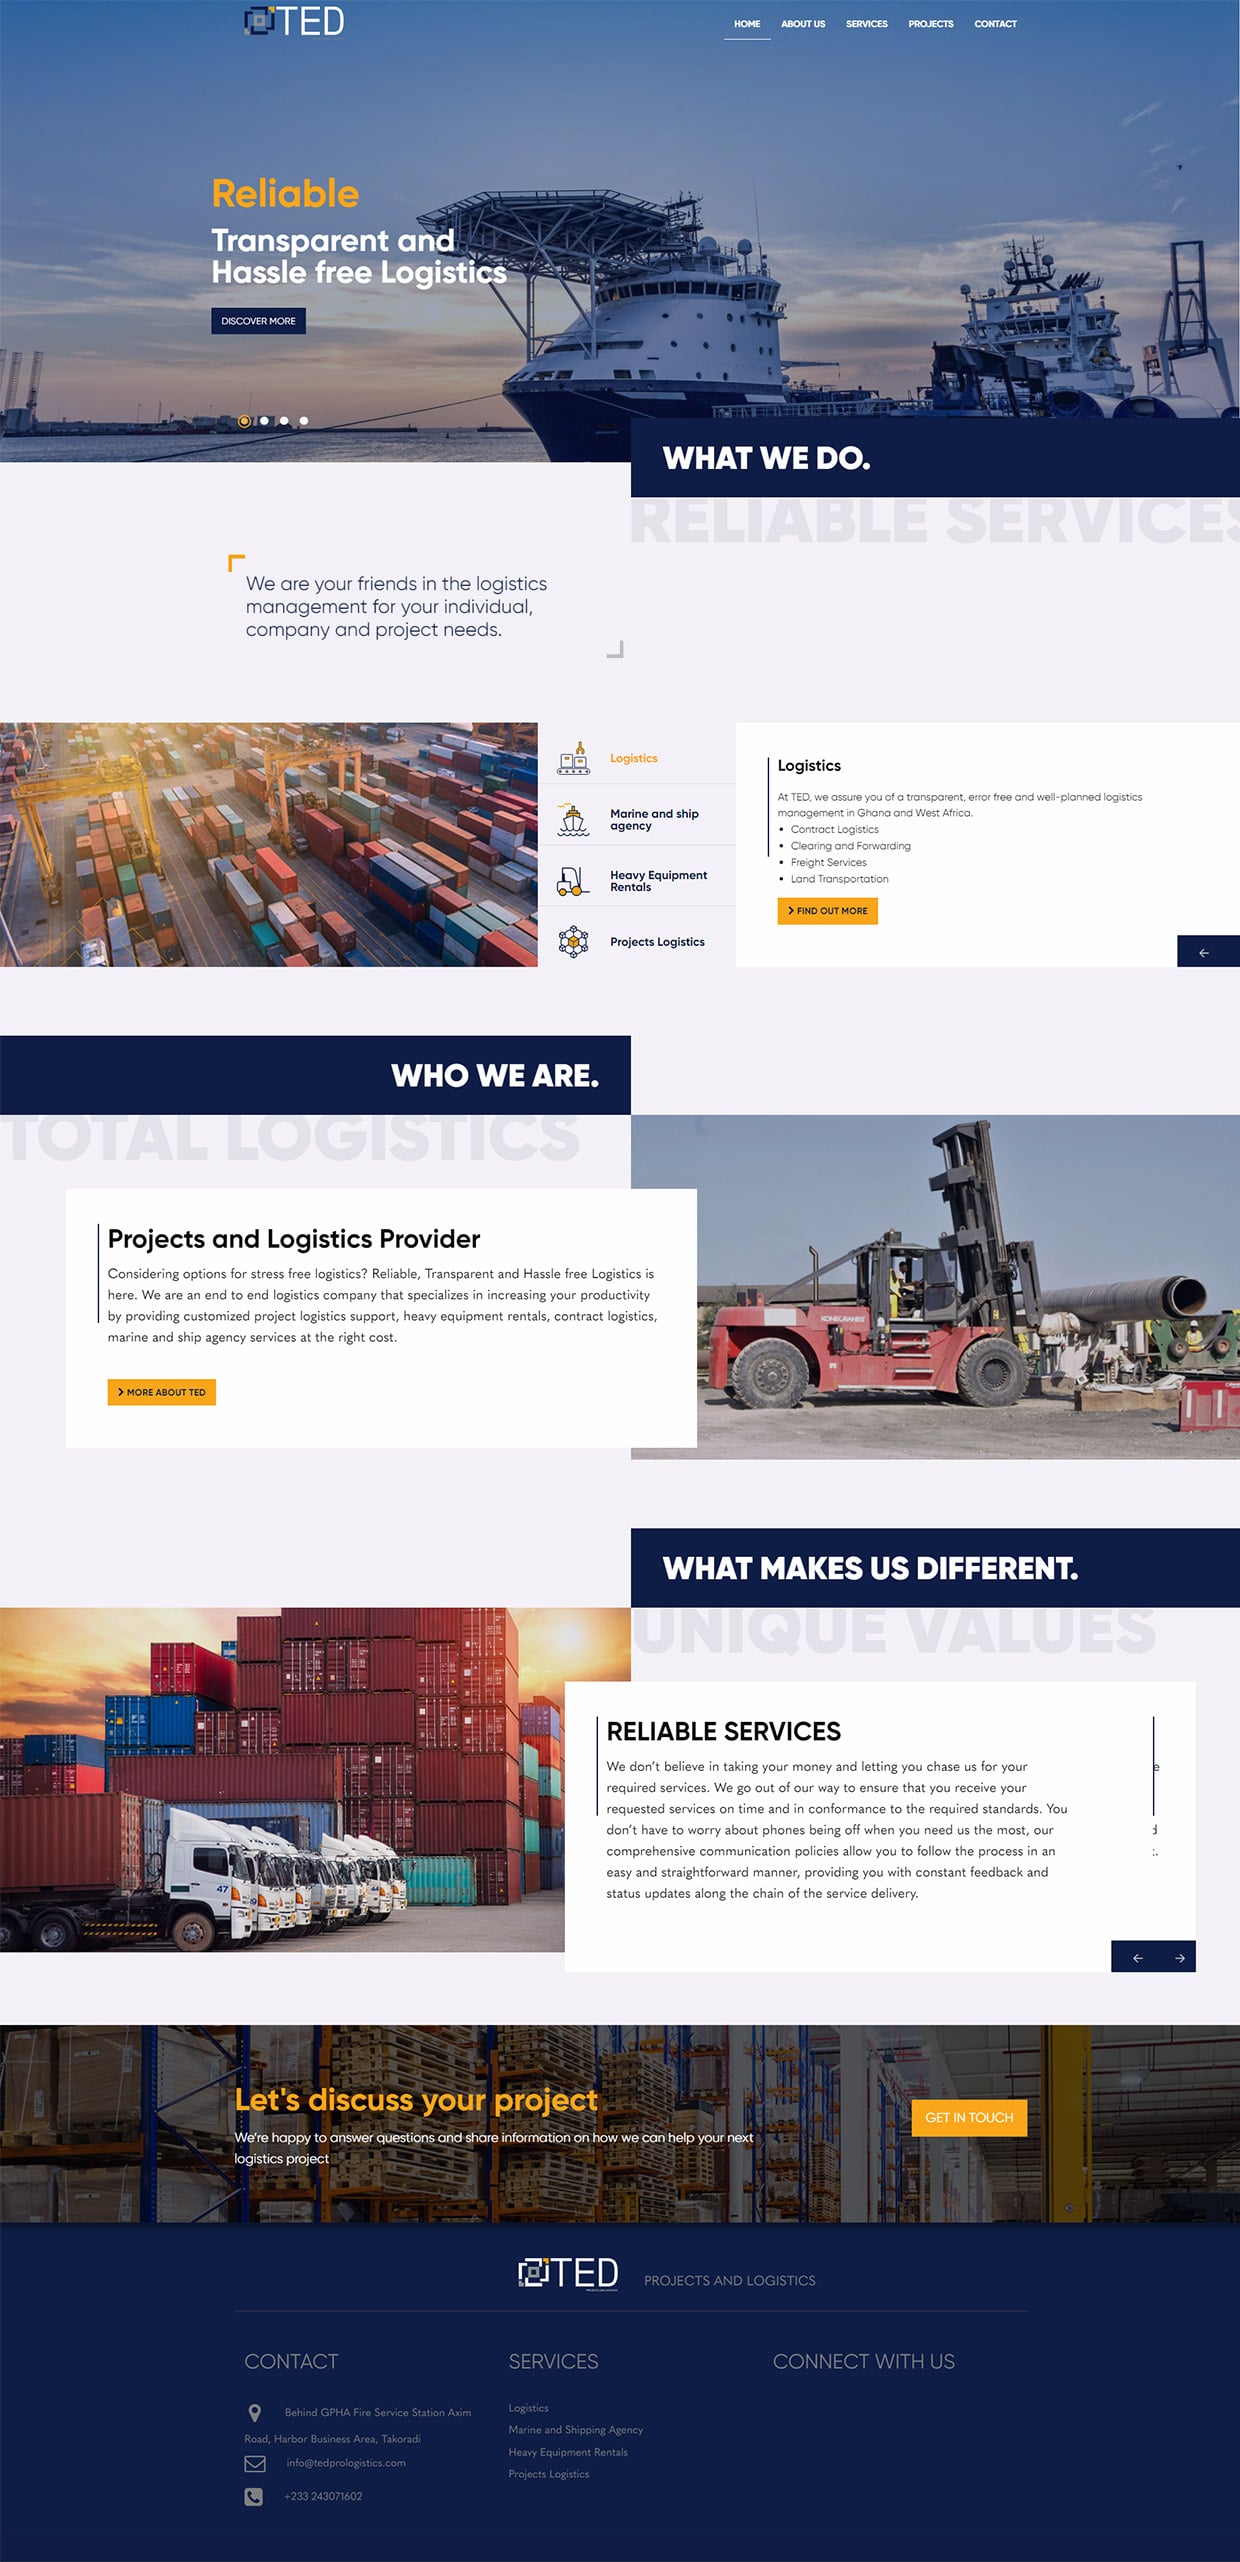 TED
HOME ABOUT US SERVICES PROJECTS CONTACT
Reliable
Transparent and
Hassle free Logistics
DISCOVER MORE
WHAT WE DO.
RELIABLE SERVICES
We are your friends in the logistics
management for your individual,
company and project needs.
Logistics
Marine and ship
agency
Heavy Equipment
Rentals
Projects Logistics
Logistics
At TED, we assure you of a transparent, error free and well-planned logistics
management in Ghana and West Africa.
• Contract Logistics
• Clearing and Forwarding
• Freight Services
• Land Transportation
FIND OUT MORE
WHO WE ARE.
TOTAL LOGISTICS
Projects and Logistics Provider
Considering options for stress free logistics? Reliable, Transparent and Hassle free Logistics is
here. We are an end to end logistics company that specializes in increasing your productivity
by providing customized project logistics support, heavy equipment rentals, contract logistics,
marine and ship agency services at the right cost.
MORE ABOUT TED
KONECRANES
WHAT MAKES US DIFFERENT.
UNIQUE VALUES
RELIABLE SERVICES
We don’t believe in taking your money and letting you chase us for your
required services. We go out of our way to ensure that you receive your
requested services on time and in conformance to the required standards. You
don’t have to worry about phones being off when you need us the most, our
comprehensive communication policies allow you to follow the process in an
easy and straightforward manner, providing you with constant feedback and
status updates along the chain of the service delivery.
47
44
Let's discuss your project
We’re happy to answer questions and share information on how we can help your next
logistics project
GET IN TOUCH
TED
PROJECTS AND LOGISTICS
CONTACT
Behind GPHA Fire Service Station Axim
Road, Harbor Business Area, Takoradi
info@tedprologistics.com
+233 243071602
SERVICES
Logistics
Marine and Shipping Agency
Heavy Equipment Rentals
Projects Logistics
CONNECT WITH US